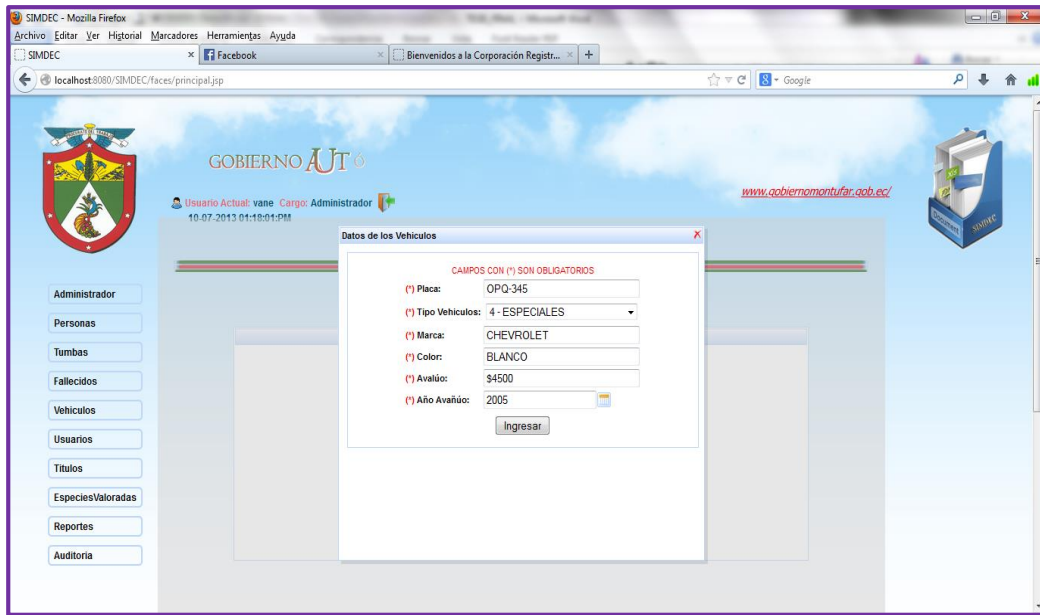 SIMDEC - Mozilla Firefox
Archivo Editar Ver Historial Marcadores Herramientas Ayuda
SIMDEC
Facebook
Bienvenidos a la Corporación Registr...
localhost:8080/SIMDEC/faces/principal.jsp
Google
GOBIERNO AUT ó
www.gobiernomontufar.gob.ec/
Usuario Actual: vane Cargo: Administrador
10-07-2013 01:18:01:PM
Document
SIMDEC
Administrador
Personas
Tumbas
Fallecidos
Vehiculos
Usuarios
Titulos
EspeciesValoradas
Reportes
Auditoria
Datos de los Vehiculos
CAMPOS CON (*) SON OBLIGATORIOS
(*) Placa: OPQ-345
(*) Tipo Vehiculos: 4 - ESPECIALES
(*) Marca: CHEVROLET
(*) Color: BLANCO
(*) Avalúo: $4500
(*) Año Avañúo: 2005
Ingresar